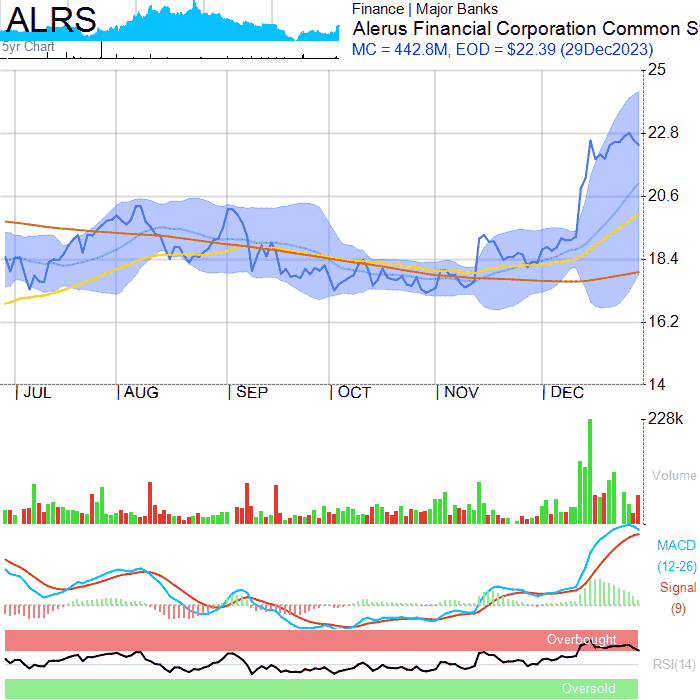 ALRS
5yr Chart
Finance | Major Banks
Alerus Financial Corporation Common S
MC = 442.8M, EOD = $22.39 (29Dec2023)
25
22.8
20.6
18.4
16.2
14
JUL AUG SEP OCT NOV DEC
228k
Volume
MACD
(12-26)
Signal
(9)
Overbought
RSI(14)
Oversold